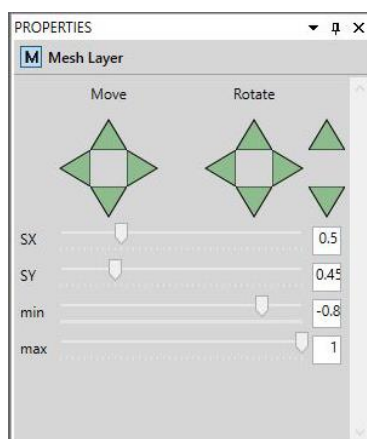 PROPERTIES
M Mesh Layer
Move Rotate
SX 0.5
SY 0.45
min -0.8
max 1